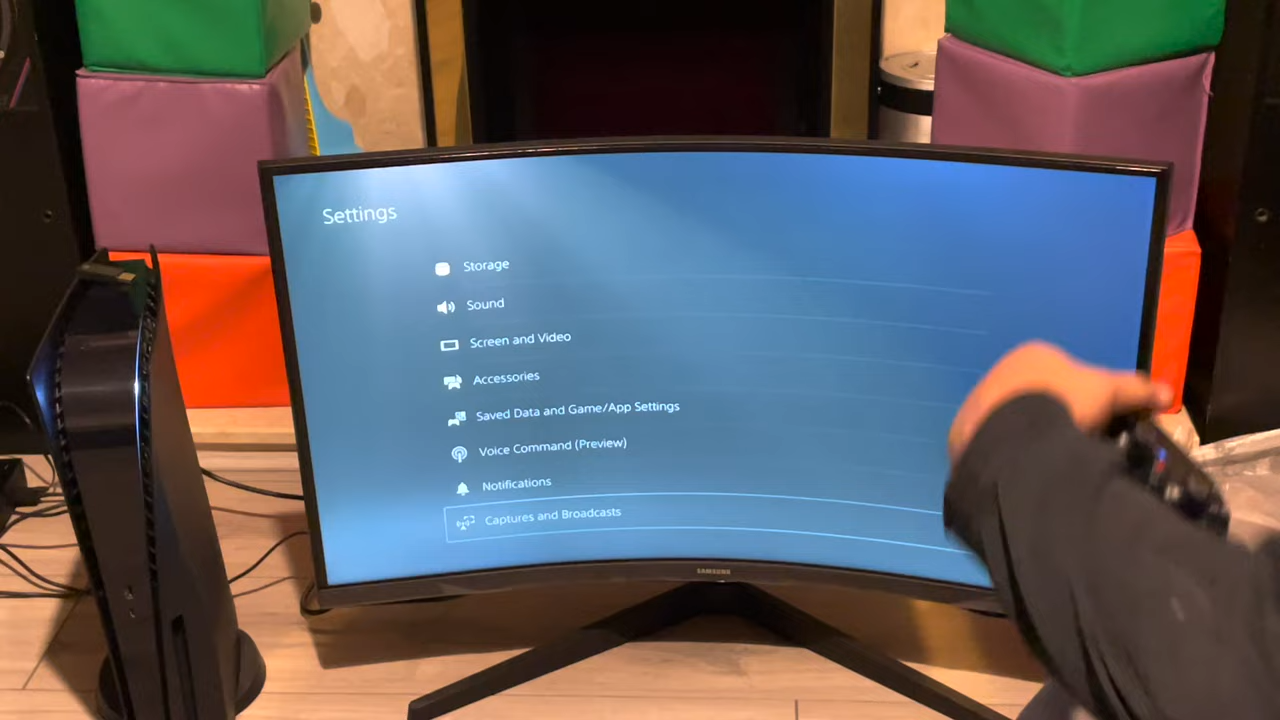 Settings
Storage
Sound
Screen and Video
Accessories
Saved Data and Game/App Settings
Voice Command (Preview)
Notifications
Captures and Broadcasts
SAMSUNG